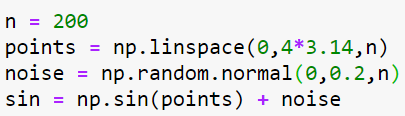 n = 200
points = np.linspace(0,4*3.14,n)
noise = np.random.normal(0,0.2,n)
sin = np.sin(points) + noise